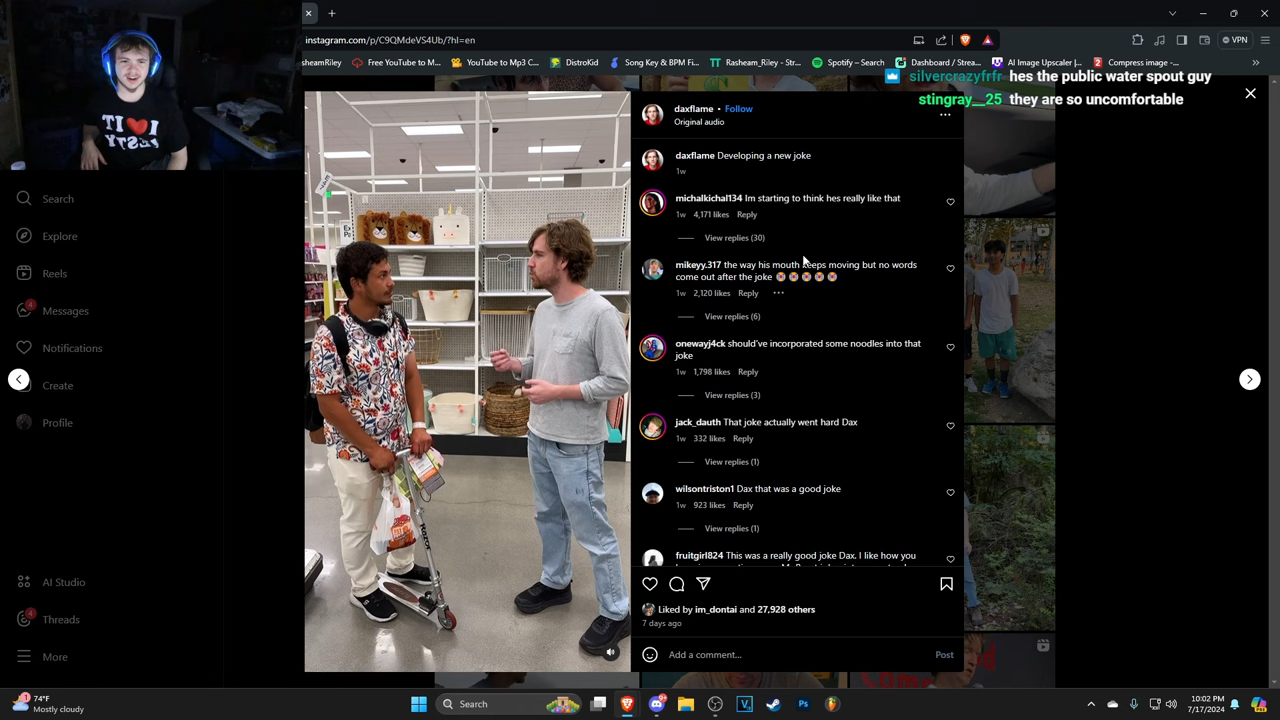 instagram.com/p/C9QMdeVS4Ub/?hl=en
VPN
sheamRiley
Free YouTube to M...
YouTube to Mp3 C...
DistroKid
Song Key & BPM Fi...
Rasheam_Riley - Str...
Spotify – Search
Dashboard / Strea...
AI Image Upscaler |...
Compress image -...
silvercrazyfrfr hes the public water spout guy
stingray__25 they are so uncomfortable
Search
Explore
Reels
4
Messages
Notifications
Create
Profile
AI Studio
4
Threads
More
daxflame • Follow
Original audio
daxflame Developing a new joke
1w
michalkichal134 Im starting to think hes really like that
1w 4,171 likes Reply
View replies (30)
mikeyy.317 the way his mouth keeps moving but no words
come out after the joke
1w 2,120 likes Reply
View replies (6)
onewayj4ck should've incorporated some noodles into that
joke
1w 1,798 likes Reply
View replies (3)
jack_dauth That joke actually went hard Dax
1w 332 likes Reply
View replies (1)
wilsontriston1 Dax that was a good joke
1w 923 likes Reply
View replies (1)
fruitgirl824 This was a really good joke Dax. I like how you
Liked by im_dontai and 27,928 others
7 days ago
Add a comment...
Post
RAZOR
74°F
Mostly cloudy
Search
10:02 PM
7/17/2024